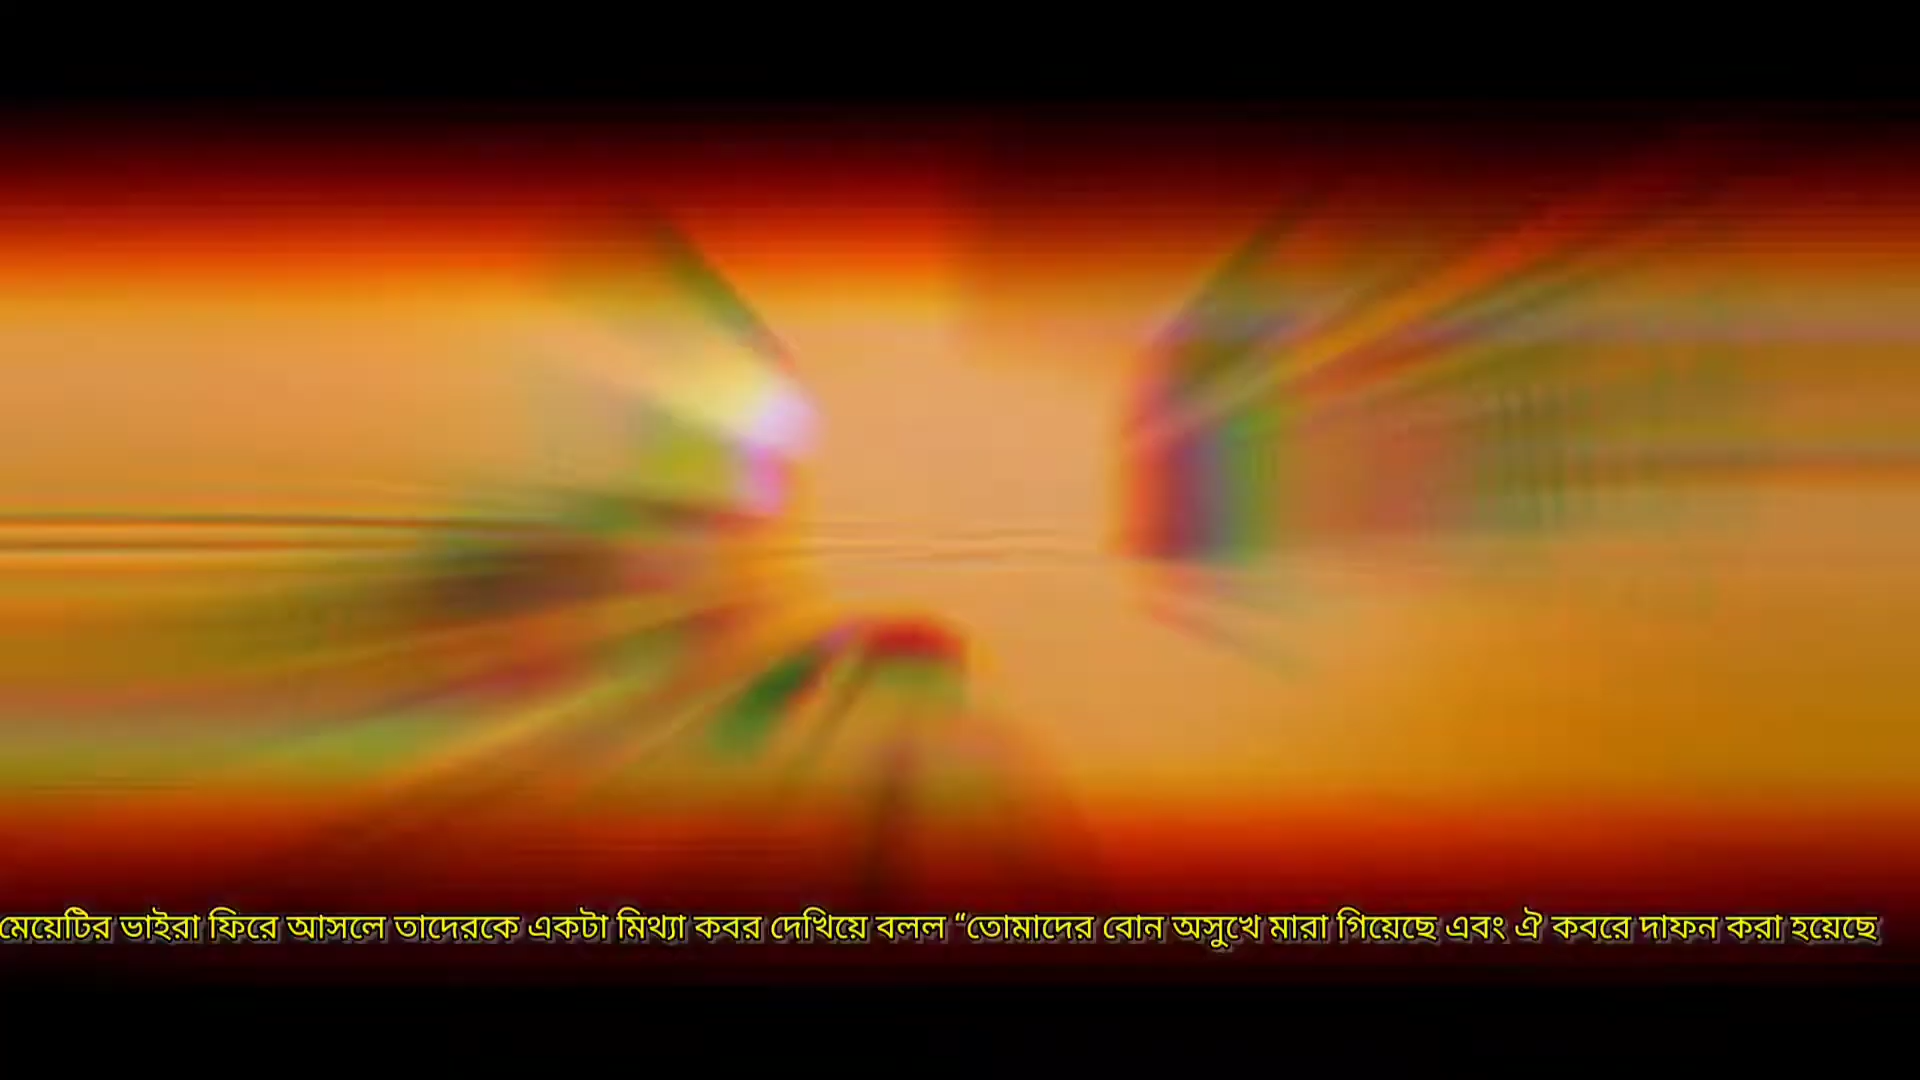 মেয়েটির ভাইরা ফিরে আসলে তাদেরকে একটা মিথ্যা কবর দেখিয়ে বলল “তোমাদের বোন অসুখে মারা গিয়েছে এবং ঐ কবরে দাফন করা হয়েছে